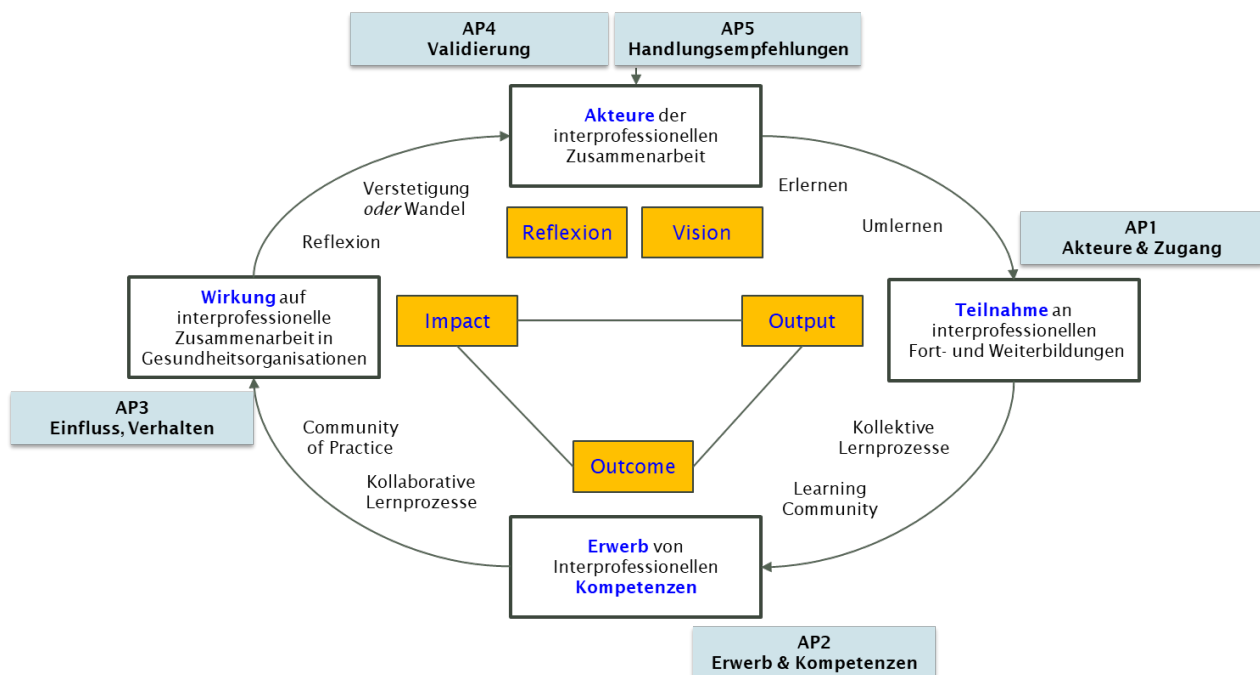 AP4
Validierung
AP5
Handlungsempfehlungen
Akteure der
interprofessionellen
Zusammenarbeit
Verstetigung
oder Wandel
Reflexion
Erlernen
Umlernen
Reflexion
Vision
AP1
Akteure & Zugang
Wirkung auf
interprofessionelle
Zusammenarbeit in
Gesundheitsorganisationen
Impact
Output
Teilnahme an
interprofessionellen
Fort- und Weiterbildungen
AP3
Einfluss, Verhalten
Community
of Practice
Kollaborative
Lernprozesse
Outcome
Kollektive
Lernprozesse
Learning
Community
Erwerb von
Interprofessionellen
Kompetenzen
AP2
Erwerb & Kompetenzen